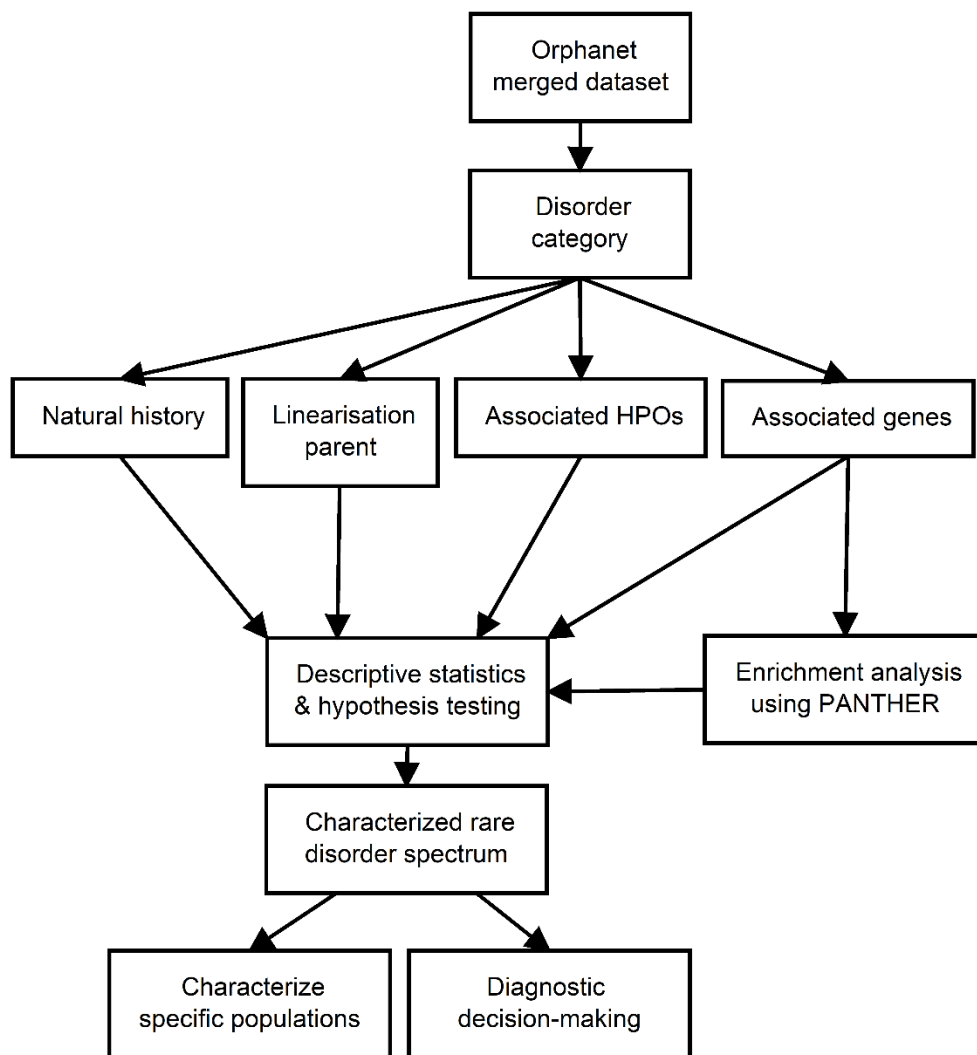 Orphanet
merged dataset
Disorder
category
Natural history
Linearisation
parent
Associated HPOs
Associated genes
Descriptive statistics
& hypothesis testing
Enrichment analysis
using PANTHER
Characterized rare
disorder spectrum
Characterize
specific populations
Diagnostic
decision-making